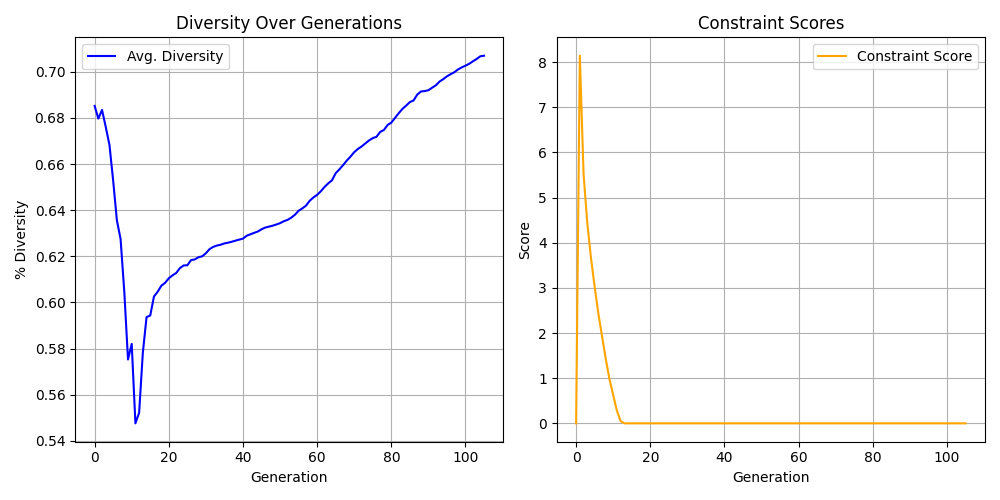 Diversity Over Generations
Avg. Diversity
% Diversity
0.70
0.68
0.66
0.64
0.62
0.60
0.58
0.56
0.54
0 20 40 60 80 100
Generation
Constraint Scores
Constraint Score
Score
8
7
6
5
4
3
2
1
0
0 20 40 60 80 100
Generation